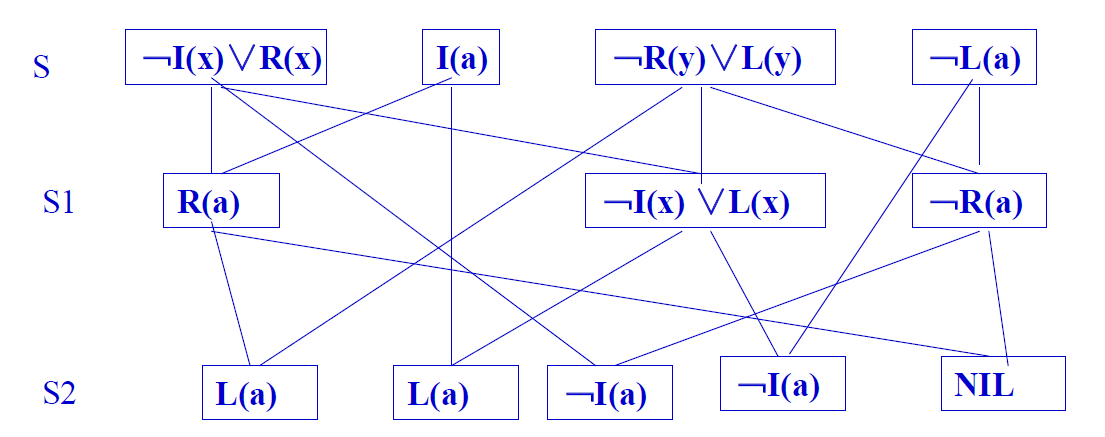 S ¬I(x)∨R(x) I(a) ¬R(y)∨L(y) ¬L(a)
S1 R(a) ¬I(x) ∨L(x) ¬R(a)
S2 L(a) L(a) ¬I(a) ¬I(a) NIL